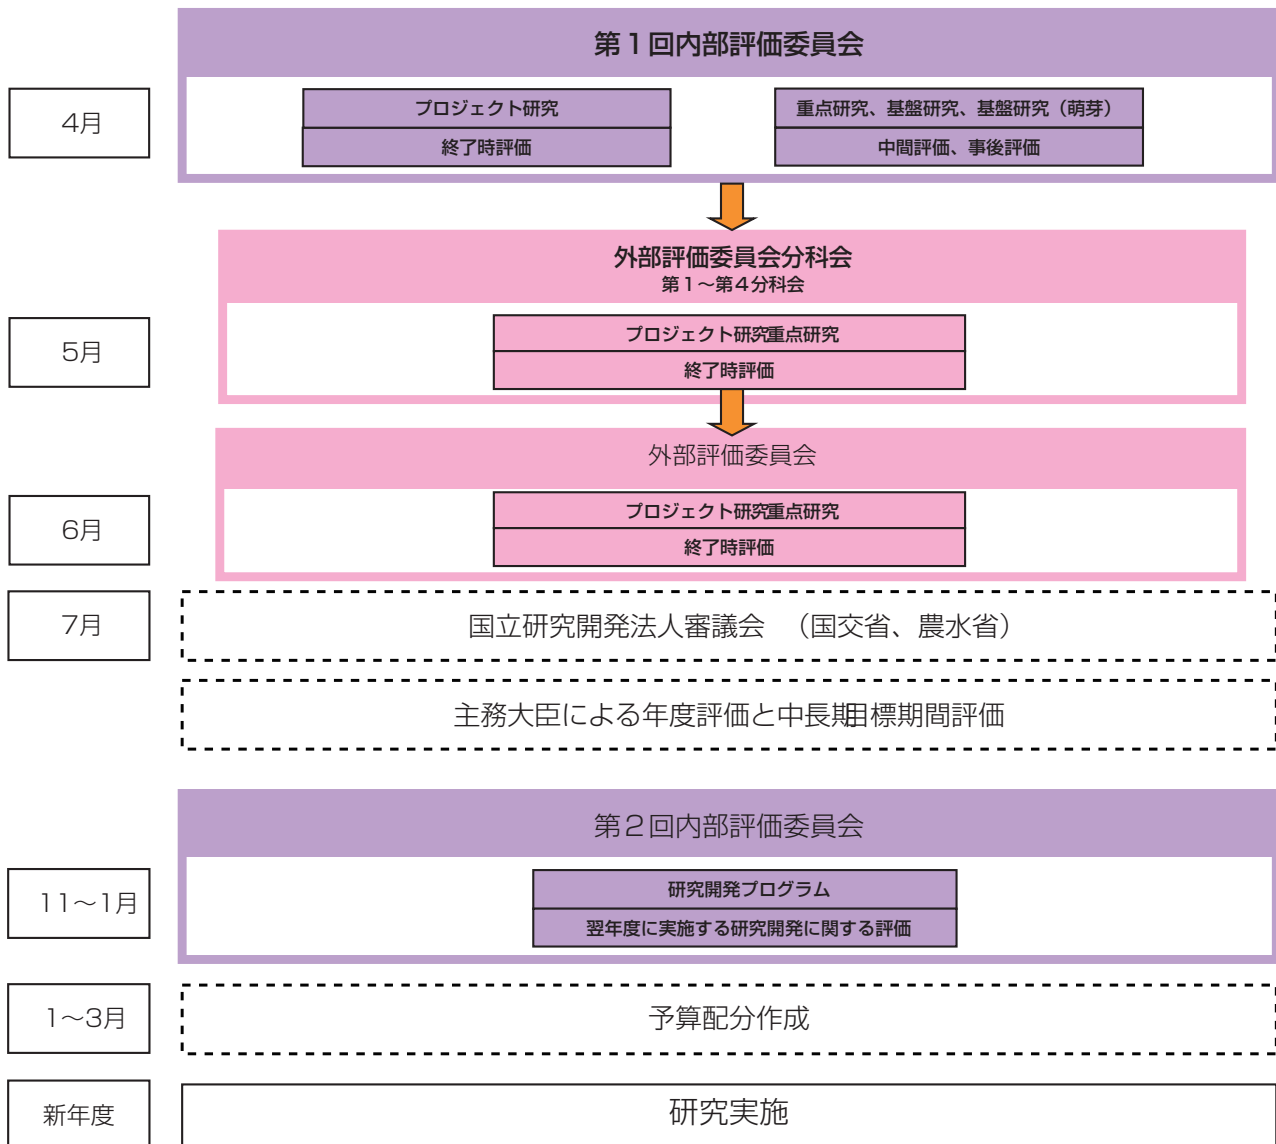 第1回内部評価委員会
4月
プロジェクト研究
終了時評価
重点研究、基盤研究、基盤研究（萌芽）
中間評価、事後評価
外部評価委員会分科会
第1～第4分科会
5月
プロジェクト研究重点研究
終了時評価
外部評価委員会
6月
プロジェクト研究重点研究
終了時評価
7月
国立研究開発法人審議会 （国交省、農水省）
主務大臣による年度評価と中長期目標期間評価
第2回内部評価委員会
11～1月
研究開発プログラム
翌年度に実施する研究開発に関する評価
1～3月
予算配分作成
新年度
研究実施